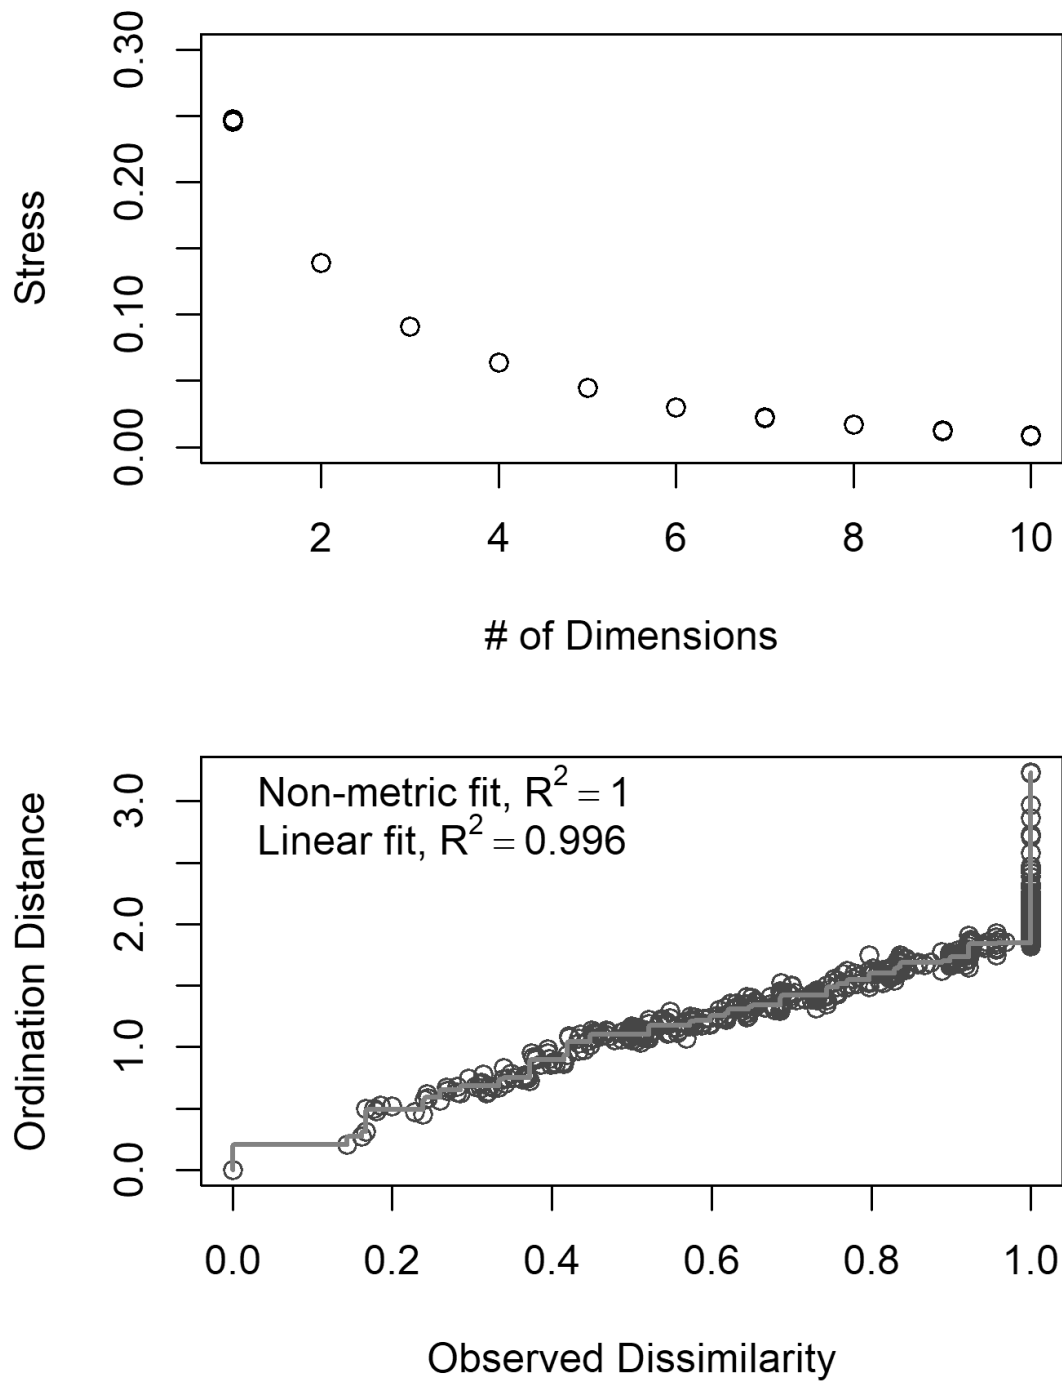 Stress
0.30
0.20
0.10
0.00
2 4 6 8 10
# of Dimensions
Non-metric fit, R² = 1
Linear fit, R² = 0.996
Ordination Distance
3.0
2.0
1.0
0.0
0.0 0.2 0.4 0.6 0.8 1.0
Observed Dissimilarity